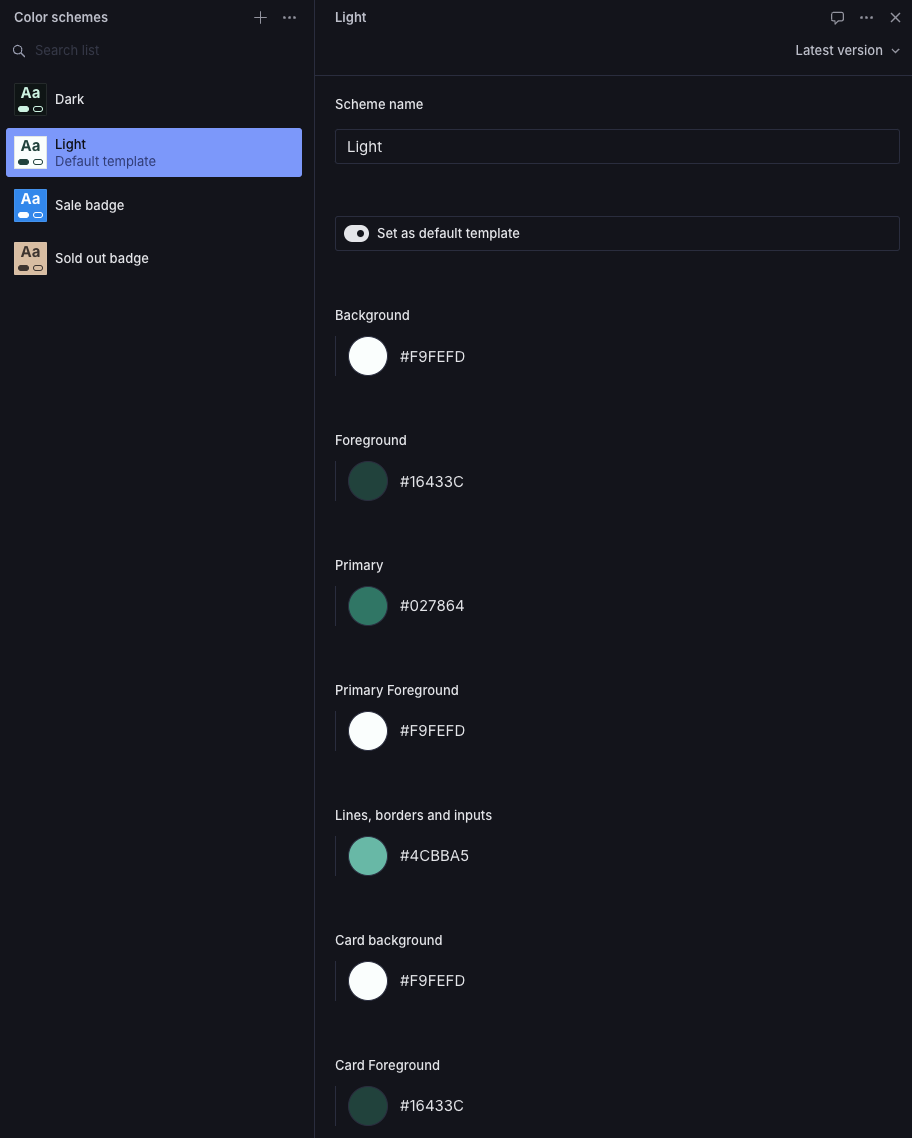 Color schemes
Search list
Aa
Dark
Aa
Light
Default template
Aa
Sale badge
Aa
Sold out badge
Light
Latest version
Scheme name
Light
Set as default template
Background
#F9FEFD
Foreground
#16433C
Primary
#027864
Primary Foreground
#F9FEFD
Lines, borders and inputs
#4CBBA5
Card background
#F9FEFD
Card Foreground
#16433C